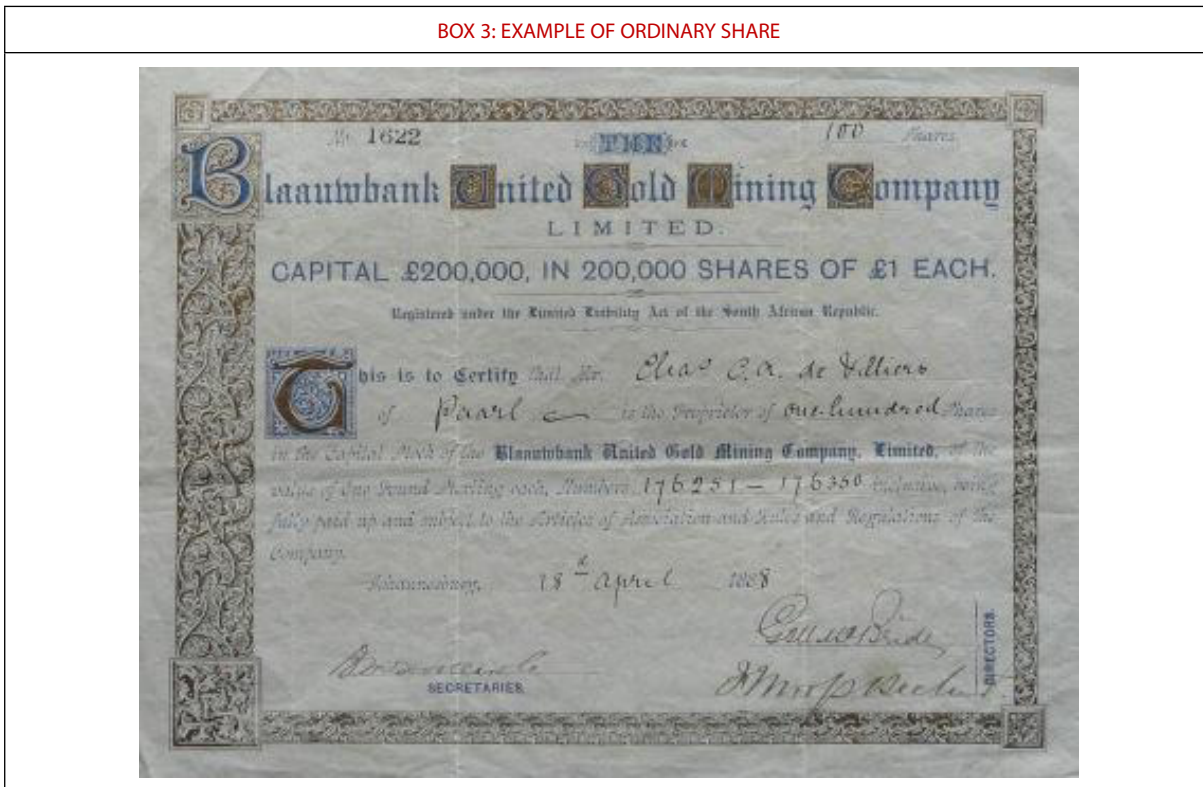 BOX 3: EXAMPLE OF ORDINARY SHARE
No 1622 THE 100 Shares
Blaauwbank United Gold Mining Company
LIMITED.
CAPITAL £200,000, IN 200,000 SHARES OF £1 EACH.
Registered under the Limited Liability Act of the South African Republic.
This is to Certify that Mr. Chas C. A. de Villiers
of Paarl is the Proprietor of one hundred Shares
in the Capital Stock of the Blaauwbank United Gold Mining Company, Limited, of the
value of One Pound Sterling each, Numbers 176251 – 176350 inclusive, being
fully paid up and subject to the Articles of Association and Rules and Regulations of the
Company.
Johannesburg, 18th April 1888
SECRETARIES
DIRECTORS.